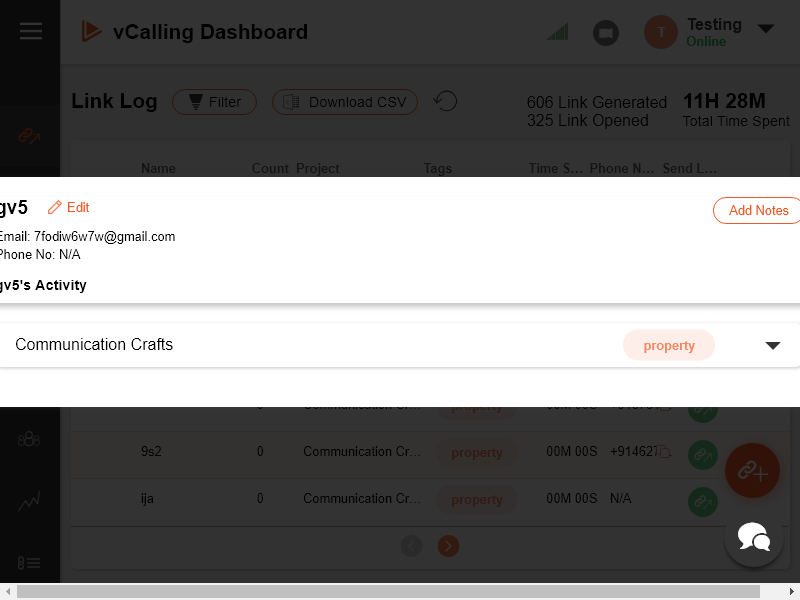 vCalling Dashboard
T
Testing
Online
Link Log
Filter
Download CSV
606 Link Generated
325 Link Opened
11H 28M
Total Time Spent
Name Count Project Tags Time S... Phone N... Send L...
gv5 Edit
Add Notes
Email: 7fodiw6w7w@gmail.com
Phone No: N/A
gv5's Activity
Communication Crafts property
9s2 0 Communication Cr... property 00M 00S +91462
ija 0 Communication Cr... property 00M 00S N/A